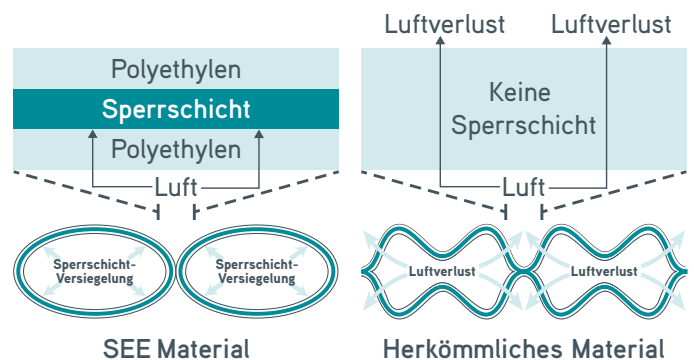 Luftverlust Luftverlust
Polyethylen
Sperrschicht
Polyethylen
Luft
Keine
Sperrschicht
Luft
Sperrschicht-
Versiegelung
Sperrschicht-
Versiegelung
Luftverlust
Luftverlust
SEE Material
Herkömmliches Material